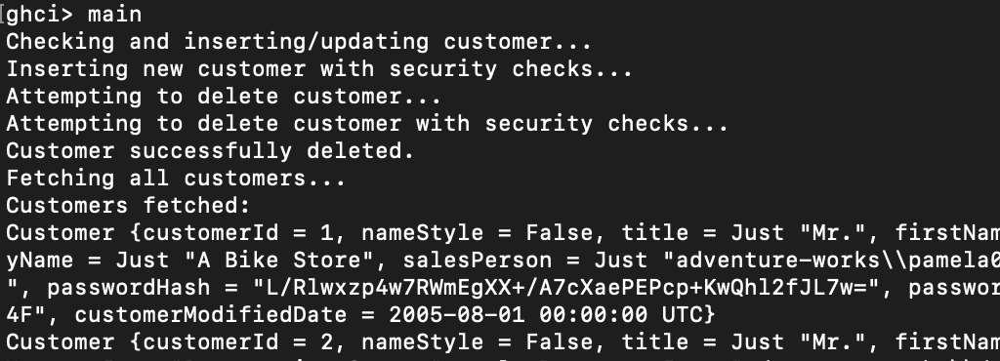 [ghci> main
Checking and inserting/updating customer...
Inserting new customer with security checks...
Attempting to delete customer...
Attempting to delete customer with security checks...
Customer successfully deleted.
Fetching all customers...
Customers fetched:
Customer {customerId = 1, nameStyle = False, title = Just "Mr.", firstNam
yName = Just "A Bike Store", salesPerson = Just "adventure-works\\pamela0
", passwordHash = "L/Rlwxzp4w7RWmEgXX+/A7cXaePEPcp+KwQhl2fJL7w=", passwor
4F", customerModifiedDate = 2005-08-01 00:00:00 UTC}
Customer {customerId = 2, nameStyle = False, title = Just "Mr.", firstNam